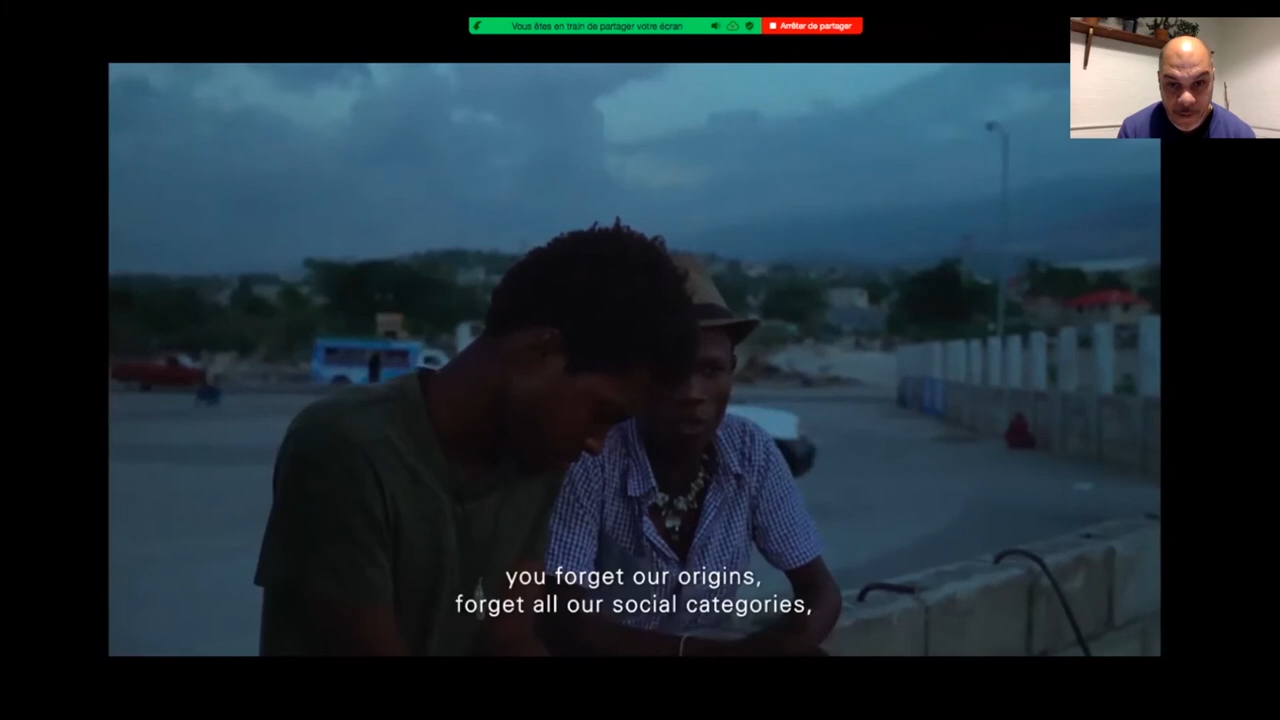 Vous êtes en train de partager votre écran
Arrêter de partager
you forget our origins,
forget all our social categories,